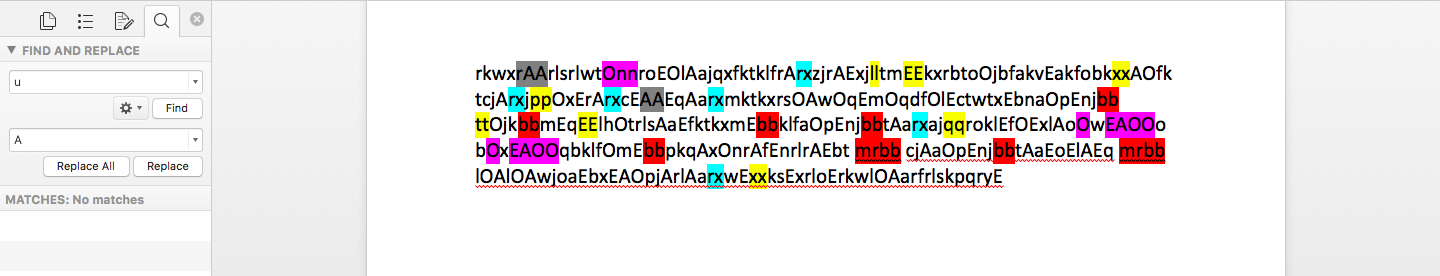 FIND AND REPLACE
u
Find
A
Replace All
Replace
MATCHES: No matches
rkwxrAArlsrlwtOnnroEOlAajqxfktklfrArxzjrAExjlltmEEkxrbtoOjbfakvEakfobkxxAOfk
tcjArxjppOxErArxcEAAEqAarxmktkxrsOAwOqEmOqdfOlEctwtxEbnaOpEnjbb
ttOjkbbmEqEElhOtrlsAaEfktkxmEbbklfaOpEnjbbtAarxajqqroklEfOExlAoOwEAOOo
bOxEAOOqbklfOmEbbpkqAxOnrAfEnrlrAEbt mrbb cjAaOpEnjbbtAaEoElAEq mrbb
lOAlOAwjoaEbxEAOpjArlAarxwExxksExrloErkwlOAarfrlskpqryE